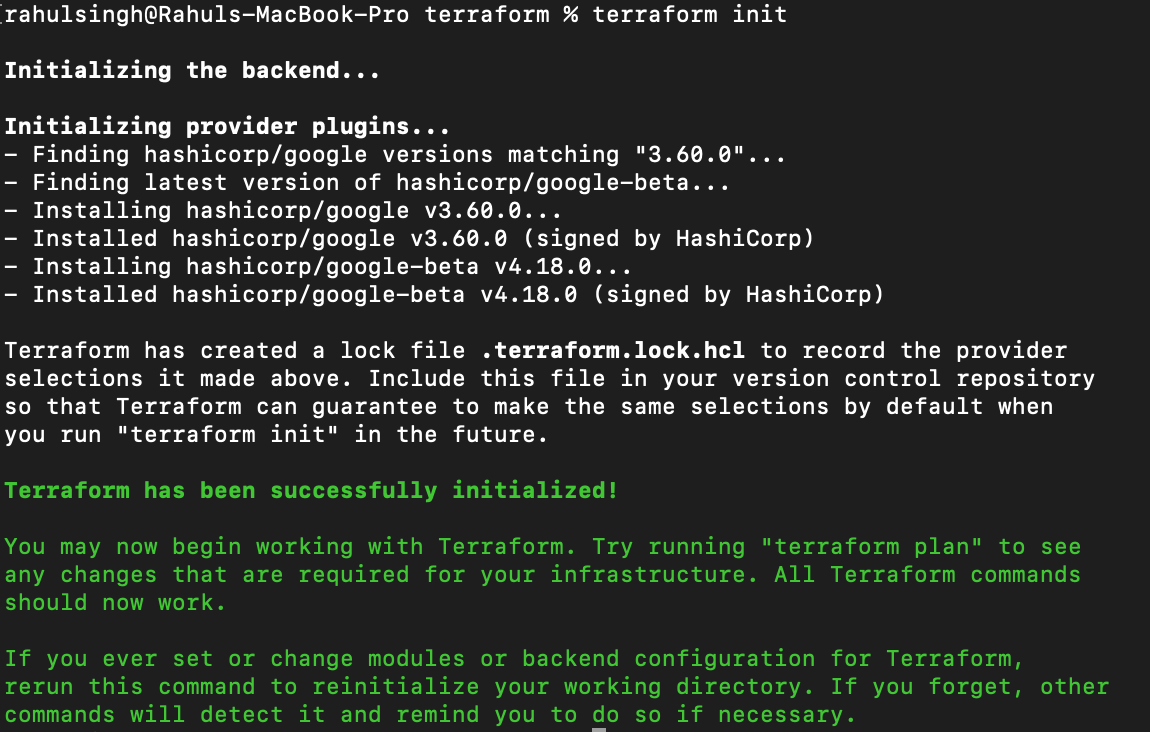 rahulsingh@Rahuls-MacBook-Pro terraform % terraform init
Initializing the backend...
Initializing provider plugins...
- Finding hashicorp/google versions matching "3.60.0"...
- Finding latest version of hashicorp/google-beta...
- Installing hashicorp/google v3.60.0...
- Installed hashicorp/google v3.60.0 (signed by HashiCorp)
- Installing hashicorp/google-beta v4.18.0...
- Installed hashicorp/google-beta v4.18.0 (signed by HashiCorp)
Terraform has created a lock file .terraform.lock.hcl to record the provider
selections it made above. Include this file in your version control repository
so that Terraform can guarantee to make the same selections by default when
you run "terraform init" in the future.
Terraform has been successfully initialized!
You may now begin working with Terraform. Try running "terraform plan" to see
any changes that are required for your infrastructure. All Terraform commands
should now work.
If you ever set or change modules or backend configuration for Terraform,
rerun this command to reinitialize your working directory. If you forget, other
commands will detect it and remind you to do so if necessary.